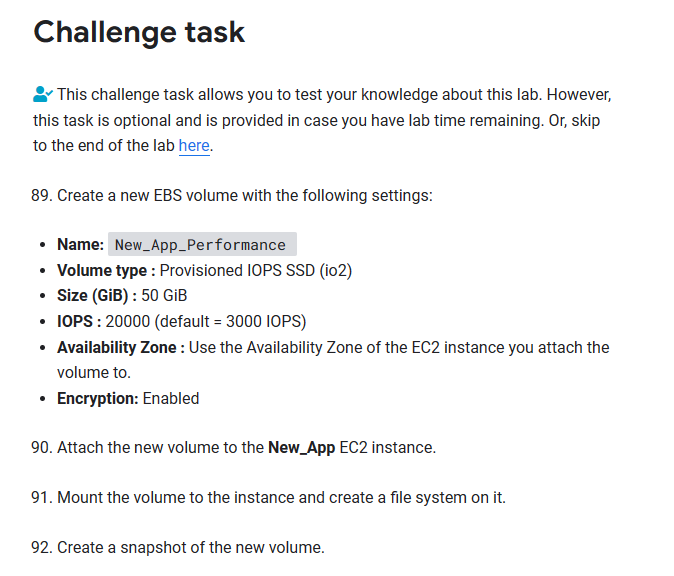 Challenge task
This challenge task allows you to test your knowledge about this lab. However,
this task is optional and is provided in case you have lab time remaining. Or, skip
to the end of the lab here.
89. Create a new EBS volume with the following settings:
• Name: New_App_Performance
• Volume type : Provisioned IOPS SSD (io2)
• Size (GiB) : 50 GiB
• IOPS : 20000 (default = 3000 IOPS)
• Availability Zone : Use the Availability Zone of the EC2 instance you attach the
volume to.
• Encryption: Enabled
90. Attach the new volume to the New_App EC2 instance.
91. Mount the volume to the instance and create a file system on it.
92. Create a snapshot of the new volume.